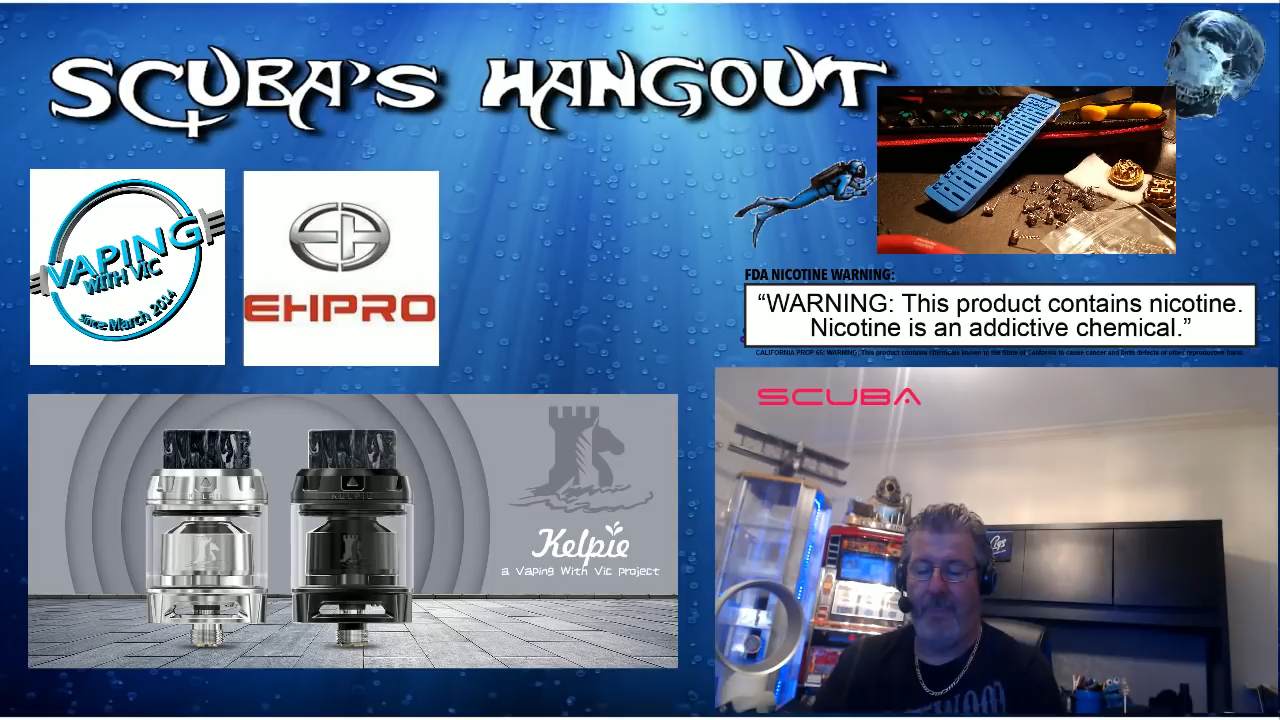 SCUBA'S HANGOUT
VAPING
WITH VIC
Since March 2014
EHPRO
FDA NICOTINE WARNING:
“WARNING: This product contains nicotine.
Nicotine is an addictive chemical.”
CALIFORNIA PROP 65: WARNING: This product contains chemicals known to the State of California to cause cancer and birth defects or other reproductive harm.
SCUBA
KELPIE
KELPIE
Kelpie
a Vaping With Vic project